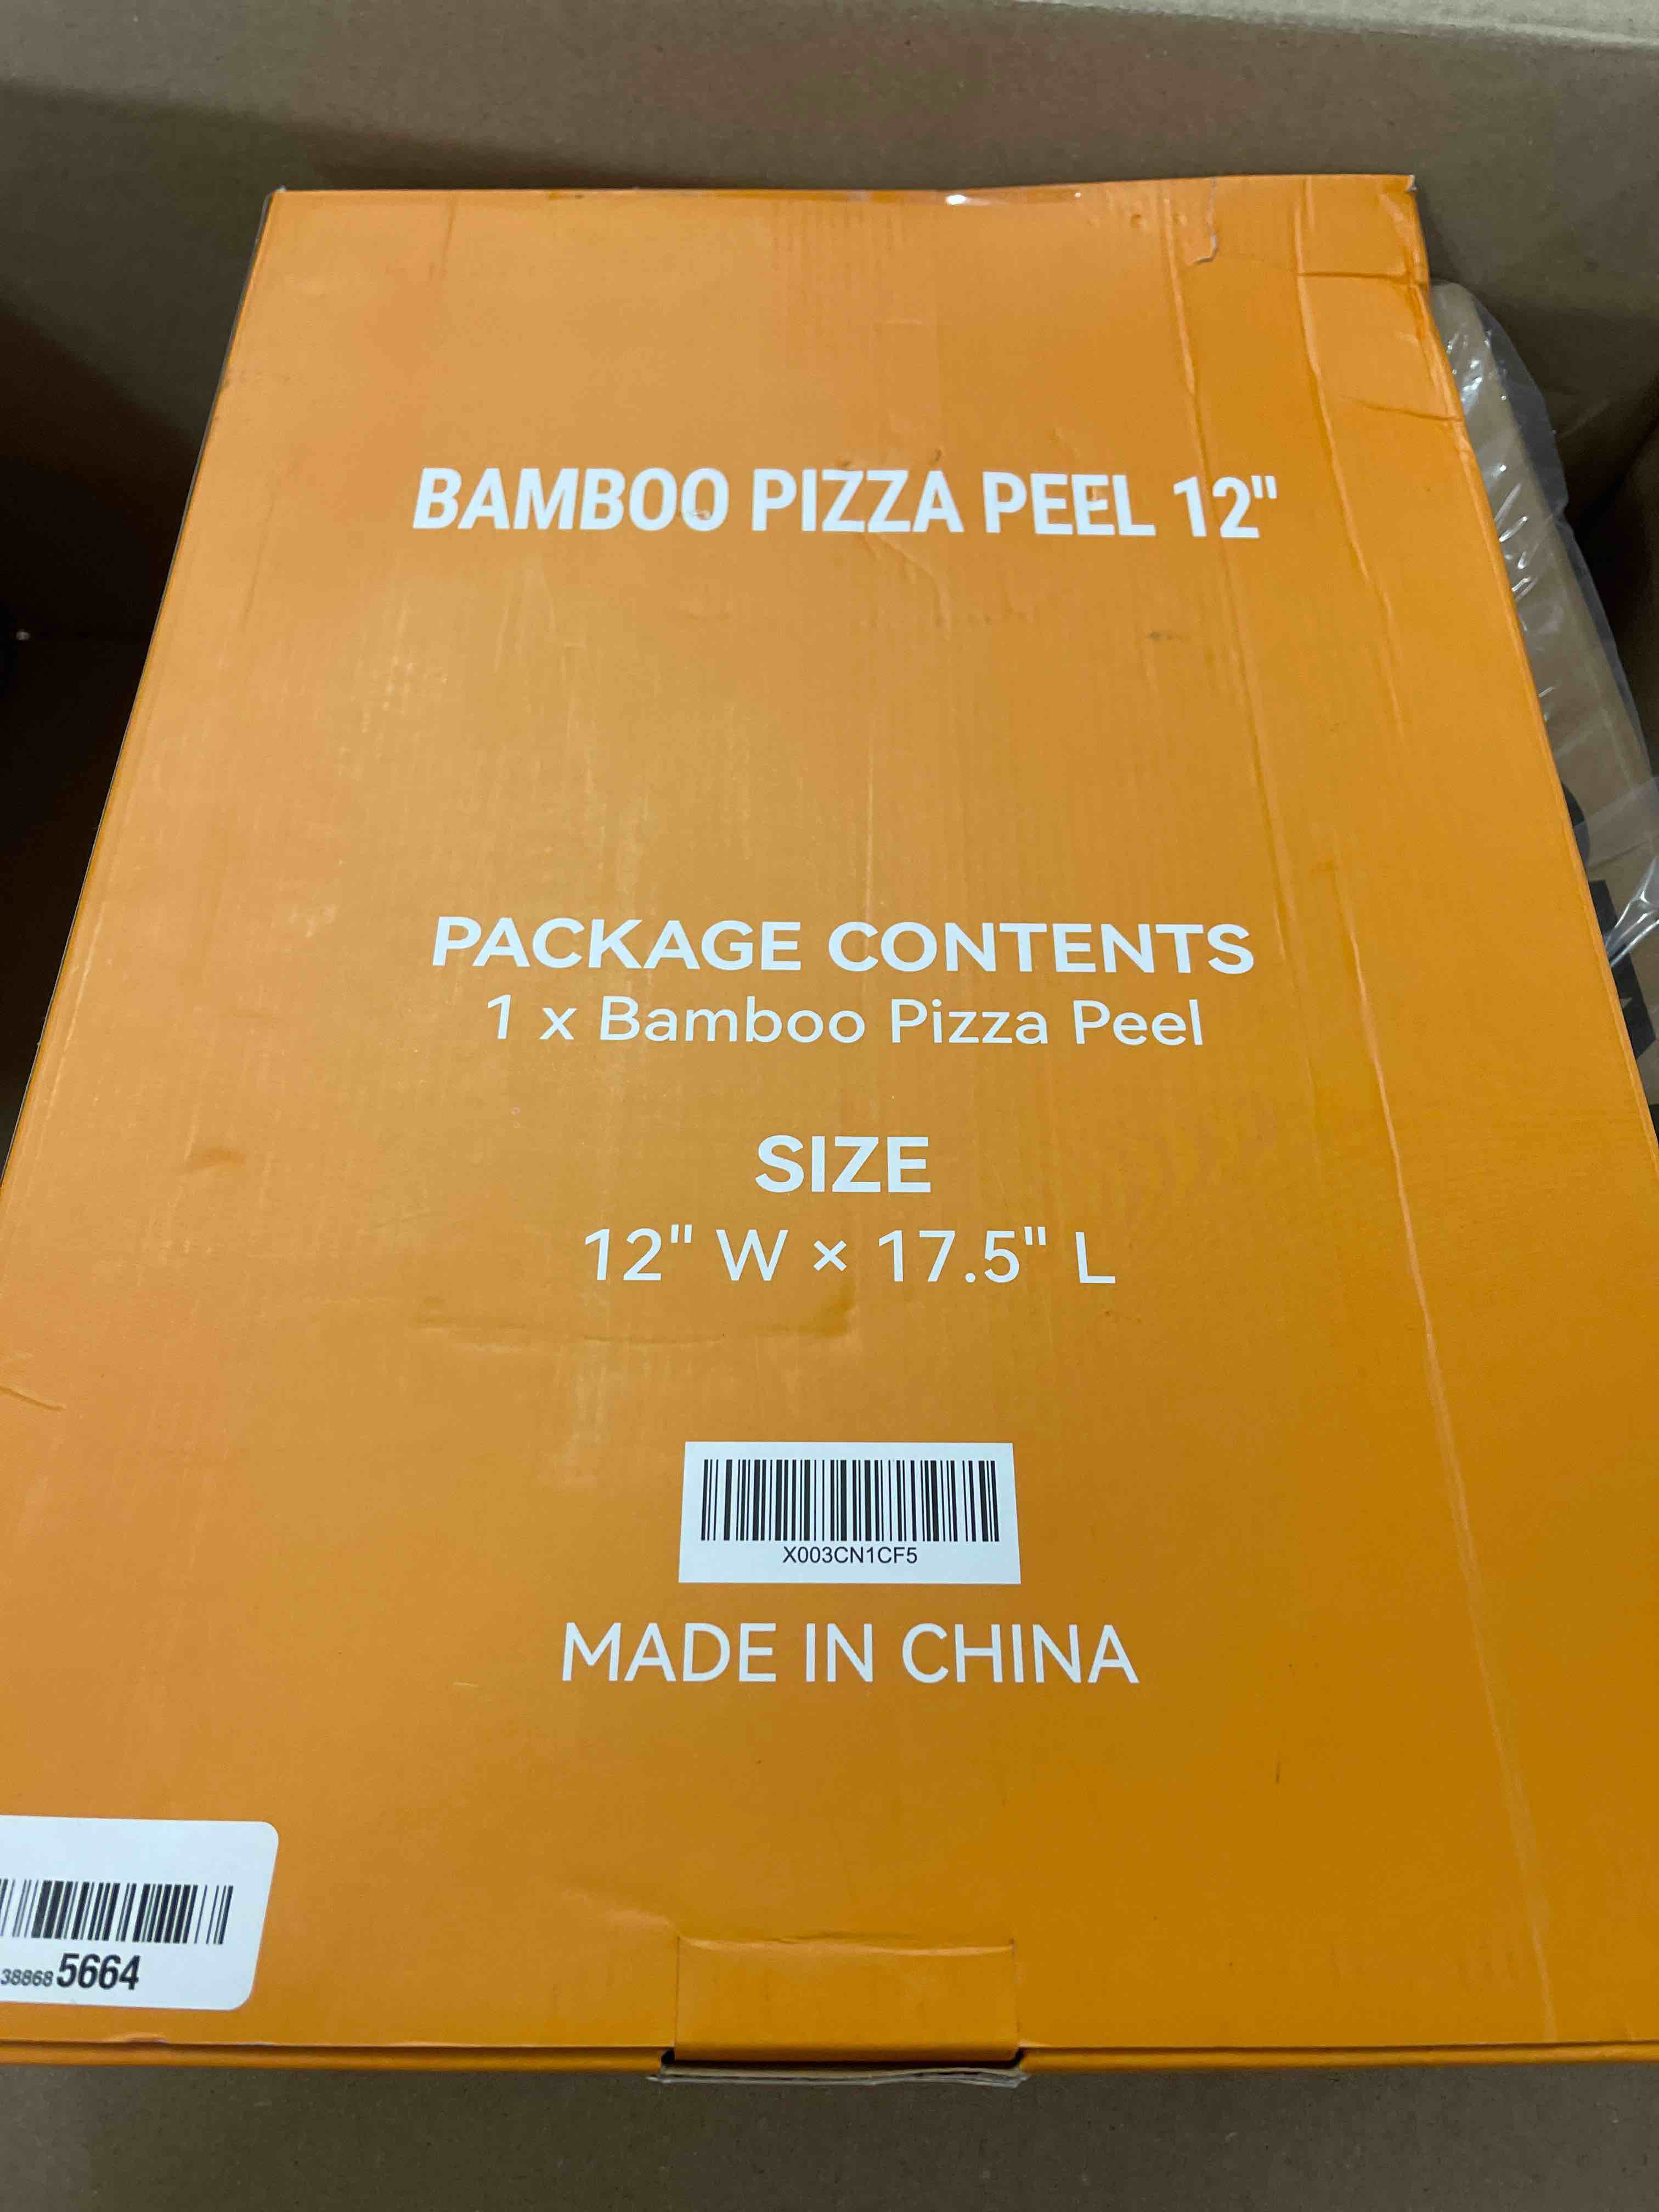 BAMBOO PIZZA PEEL 12"
PACKAGE CONTENTS
1 x Bamboo Pizza Peel
SIZE
12" W × 17.5" L
X003CN1CF5
MADE IN CHINA
38868 5664